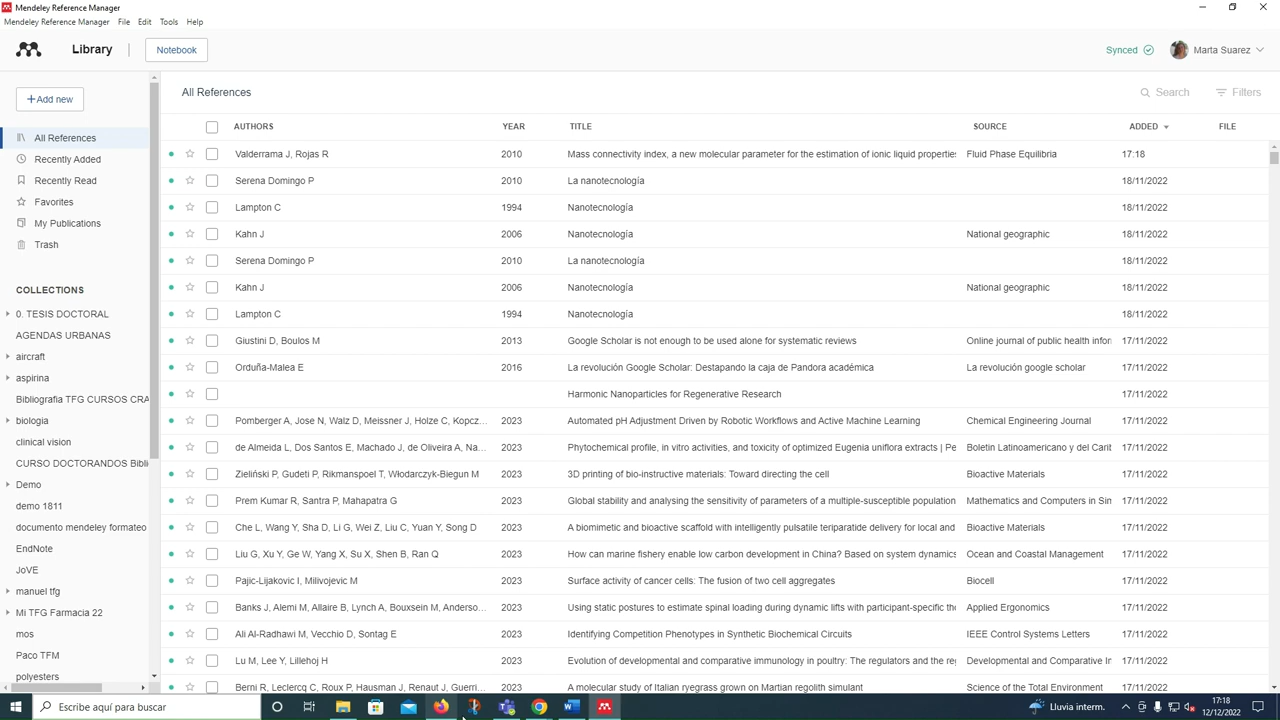 Mendeley Reference Manager
Mendeley Reference Manager File Edit Tools Help
Library Notebook Synced Marta Suarez
+Add new
All References
Recently Added
Recently Read
Favorites
My Publications
Trash
COLLECTIONS
0. TESIS DOCTORAL
AGENDAS URBANAS
aircraft
aspirina
Bibliografia TFG CURSOS CRA
biologia
clinical vision
CURSO DOCTORANDOS Bibli
Demo
demo 1811
documento mendeley formateo
EndNote
JoVE
manuel tfg
Mi TFG Farmacia 22
mos
Paco TFM
polyesters
All References Search Filters
AUTHORS YEAR TITLE SOURCE ADDED FILE
Valderrama J, Rojas R 2010 Mass connectivity index, a new molecular parameter for the estimation of ionic liquid properties Fluid Phase Equilibria 17:18
Serena Domingo P 2010 La nanotecnología 18/11/2022
Lampton C 1994 Nanotecnología 18/11/2022
Kahn J 2006 Nanotecnología National geographic 18/11/2022
Serena Domingo P 2010 La nanotecnología 18/11/2022
Kahn J 2006 Nanotecnología National geographic 18/11/2022
Lampton C 1994 Nanotecnología 18/11/2022
Giustini D, Boulos M 2013 Google Scholar is not enough to be used alone for systematic reviews Online journal of public health infor 17/11/2022
Orduña-Malea E 2016 La revolución Google Scholar: Destapando la caja de Pandora académica La revolución google scholar 17/11/2022
Harmonic Nanoparticles for Regenerative Research 17/11/2022
Pomberger A, Jose N, Walz D, Meissner J, Holze C, Kopcz... 2023 Automated pH Adjustment Driven by Robotic Workflows and Active Machine Learning Chemical Engineering Journal 17/11/2022
de Almeida L, Dos Santos E, Machado J, de Oliveira A, Na... 2023 Phytochemical profile, in vitro activities, and toxicity of optimized Eugenia uniflora extracts | Pe Boletin Latinoamericano y del Carib 17/11/2022
Zieliński P, Gudeti P, Rikmanspoel T, Włodarczyk-Biegun M 2023 3D printing of bio-instructive materials: Toward directing the cell Bioactive Materials 17/11/2022
Prem Kumar R, Santra P, Mahapatra G 2023 Global stability and analysing the sensitivity of parameters of a multiple-susceptible population Mathematics and Computers in Sim 17/11/2022
Che L, Wang Y, Sha D, Li G, Wei Z, Liu C, Yuan Y, Song D 2023 A biomimetic and bioactive scaffold with intelligently pulsatile teriparatide delivery for local and Bioactive Materials 17/11/2022
Liu G, Xu Y, Ge W, Yang X, Su X, Shen B, Ran Q 2023 How can marine fishery enable low carbon development in China? Based on system dynamics Ocean and Coastal Management 17/11/2022
Pajic-Lijakovic I, Milivojevic M 2023 Surface activity of cancer cells: The fusion of two cell aggregates Biocell 17/11/2022
Banks J, Alemi M, Allaire B, Lynch A, Bouxsein M, Anderso... 2023 Using static postures to estimate spinal loading during dynamic lifts with participant-specific the Applied Ergonomics 17/11/2022
Ali Al-Radhawi M, Vecchio D, Sontag E 2023 Identifying Competition Phenotypes in Synthetic Biochemical Circuits IEEE Control Systems Letters 17/11/2022
Lu M, Lee Y, Lillehoj H 2023 Evolution of developmental and comparative immunology in poultry: The regulators and the reg Developmental and Comparative In 17/11/2022
Berni R, Leclercq C, Roux P, Hausman J, Renaut J, Guerri... 2023 A molecular study of Italian ryegrass grown on Martian regolith simulant Science of the Total Environment 17/11/2022
Escribe aquí para buscar Lluvia interm. 17:18
12/12/2022